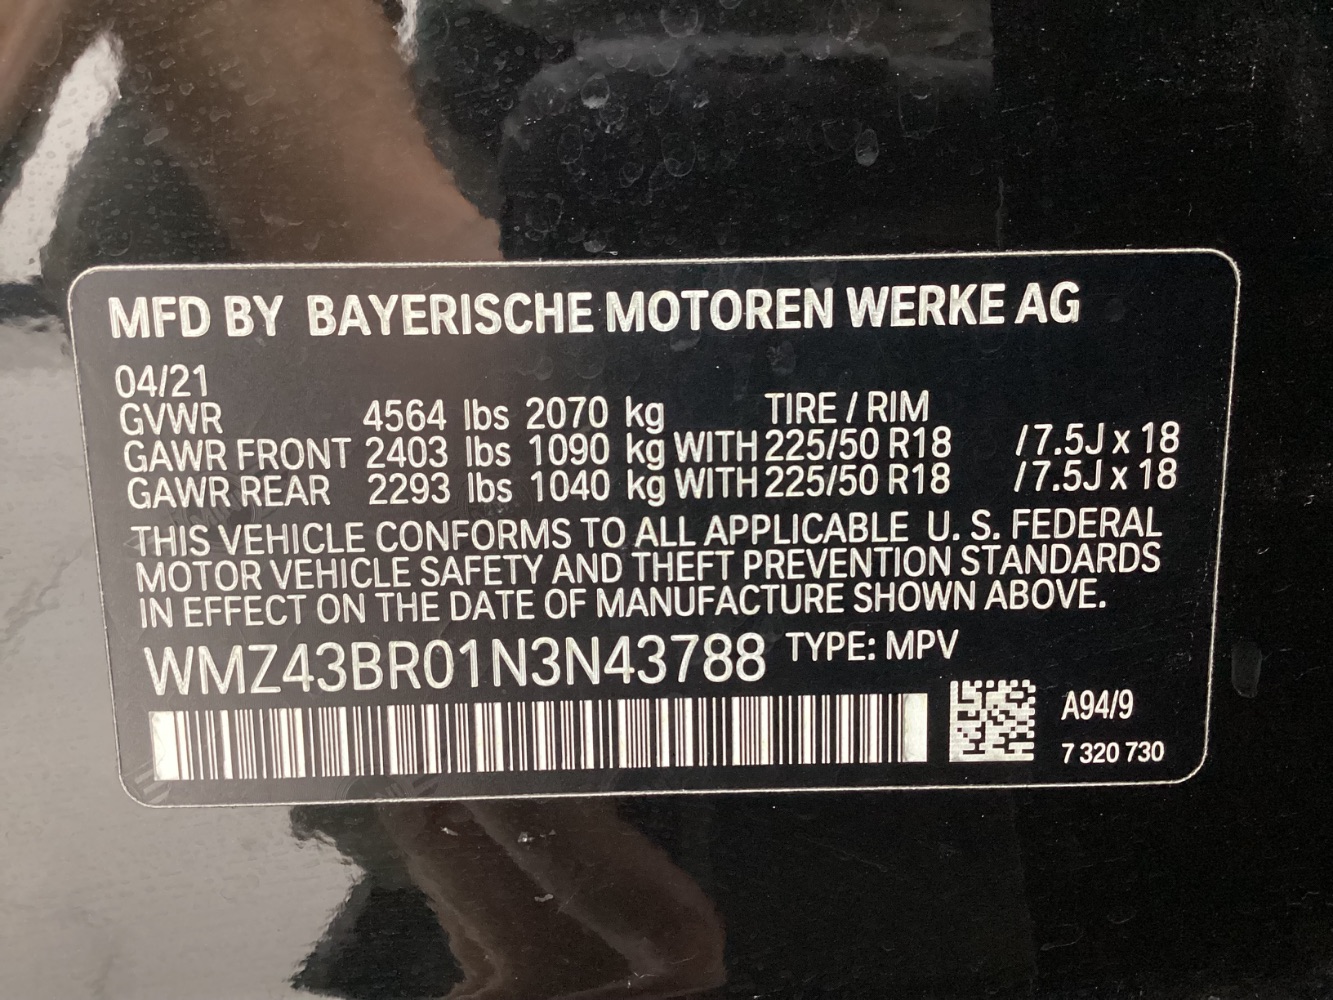 MFD BY BAYERISCHE MOTOREN WERKE AG
04/21
GVWR 4564 lbs 2070 kg TIRE / RIM
GAWR FRONT 2403 lbs 1090 kg WITH 225/50 R18 /7.5J x 18
GAWR REAR 2293 lbs 1040 kg WITH 225/50 R18 /7.5J x 18
THIS VEHICLE CONFORMS TO ALL APPLICABLE U. S. FEDERAL
MOTOR VEHICLE SAFETY AND THEFT PREVENTION STANDARDS
IN EFFECT ON THE DATE OF MANUFACTURE SHOWN ABOVE.
WMZ43BR01N3N43788 TYPE: MPV
A94/9
7 320 730